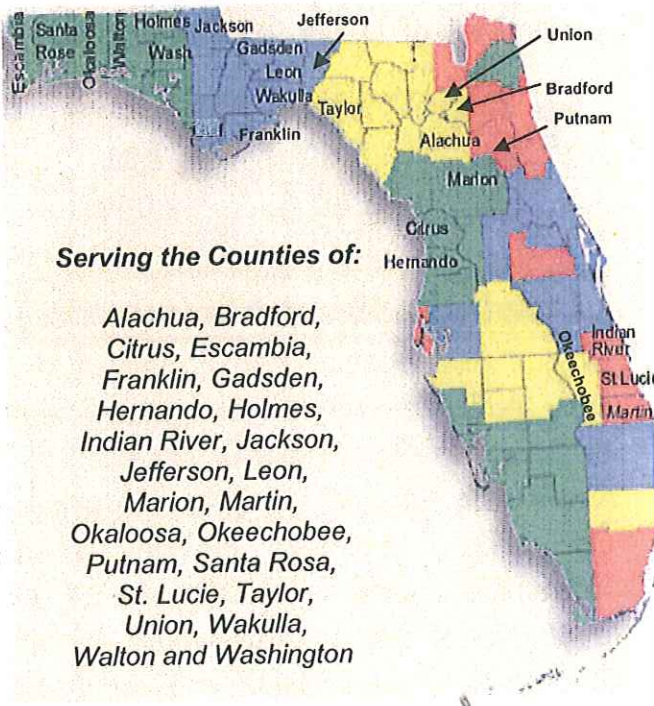 Escambia
Santa
Rose
Okaloosa
Walton
Holmes
Wash
Jackson
Gadsden
Leon
Wakulla
Franklin
Jefferson
Taylor
Union
Bradford
Putnam
Alachua
Marion
Citrus
Hernando
Okeechobee
Indian
River
St Lucie
Martin
Serving the Counties of:
Alachua, Bradford,
Citrus, Escambia,
Franklin, Gadsden,
Hernando, Holmes,
Indian River, Jackson,
Jefferson, Leon,
Marion, Martin,
Okaloosa, Okeechobee,
Putnam, Santa Rosa,
St. Lucie, Taylor,
Union, Wakulla,
Walton and Washington